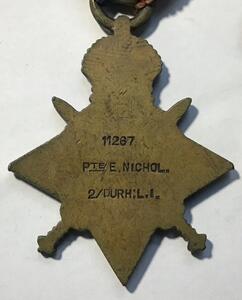 11267.
PTE E. NICHOL.
2/DURH: L.I.